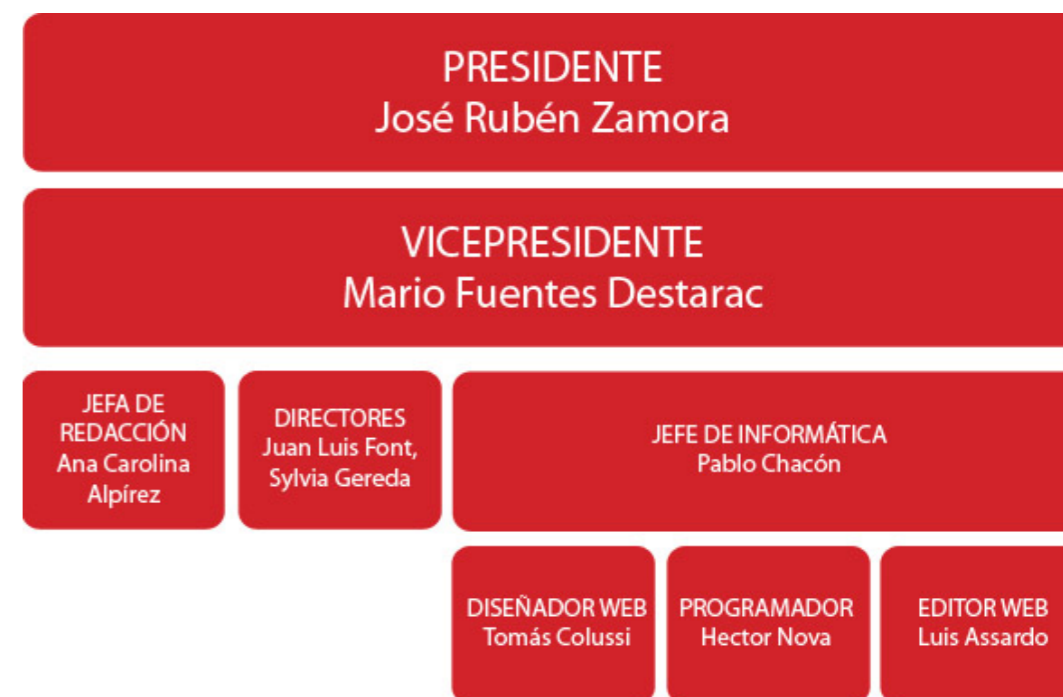 PRESIDENTE
José Rubén Zamora
VICEPRESIDENTE
Mario Fuentes Destarac
JEFA DE
REDACCIÓN
Ana Carolina
Alpírez
DIRECTORES
Juan Luis Font,
Sylvia Gereda
JEFE DE INFORMÁTICA
Pablo Chacón
DISEÑADOR WEB
Tomás Colussi
PROGRAMADOR
Hector Nova
EDITOR WEB
Luis Assardo